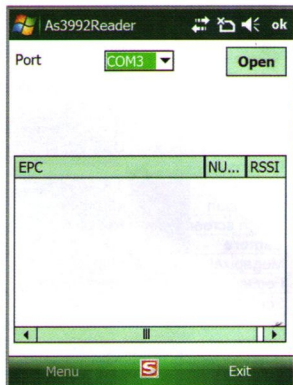 As3992Reader ok
Port COM3 Open
EPC NU... RSSI
Menu S Exit